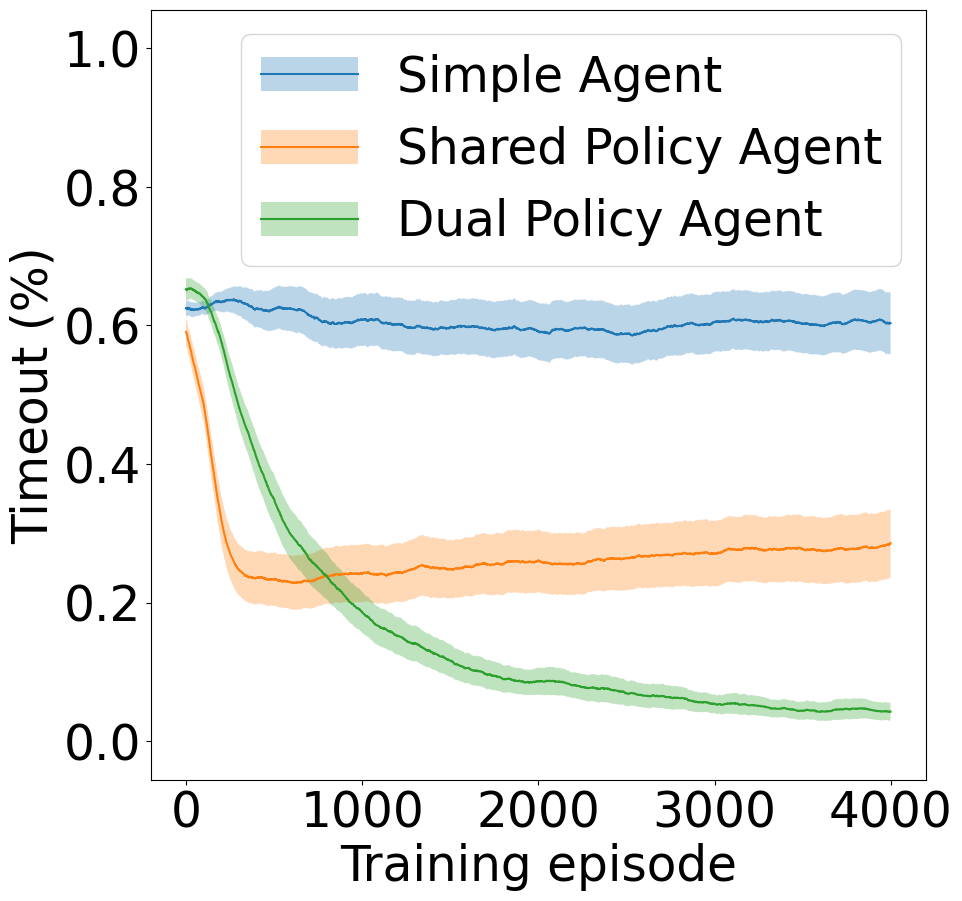 1.0
0.8
0.6
0.4
0.2
0.0
Timeout (%)
Simple Agent
Shared Policy Agent
Dual Policy Agent
0 1000 2000 3000 4000
Training episode